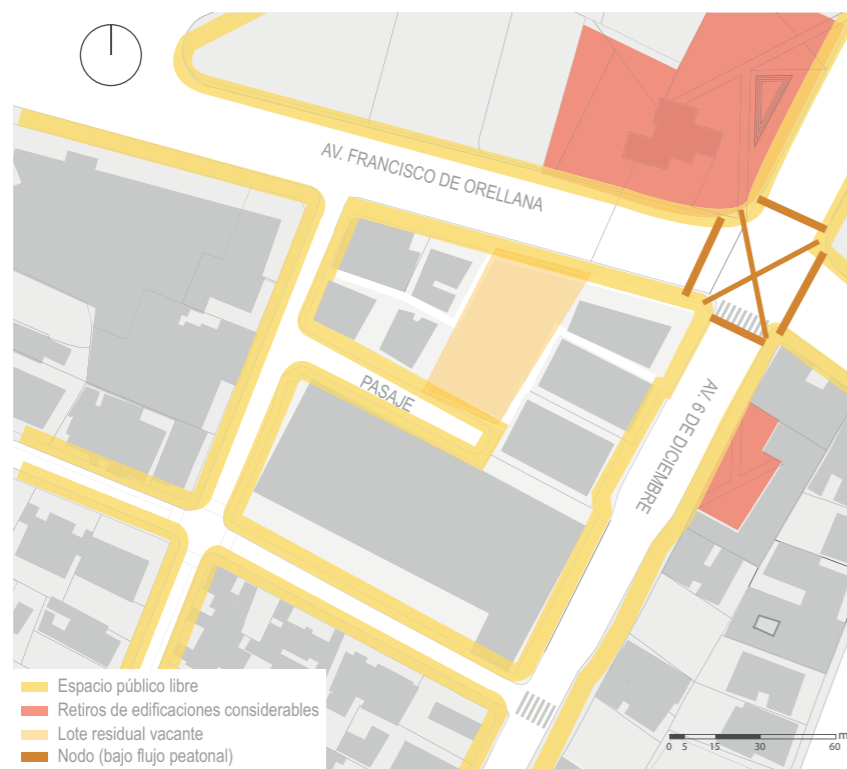 AV. FRANCISCO DE ORELLANA
PASAJE
AV. 6 DE DICIEMBRE
Espacio público libre
Retiros de edificaciones considerables
Lote residual vacante
Nodo (bajo flujo peatonal)
m
0 5 15 30 60